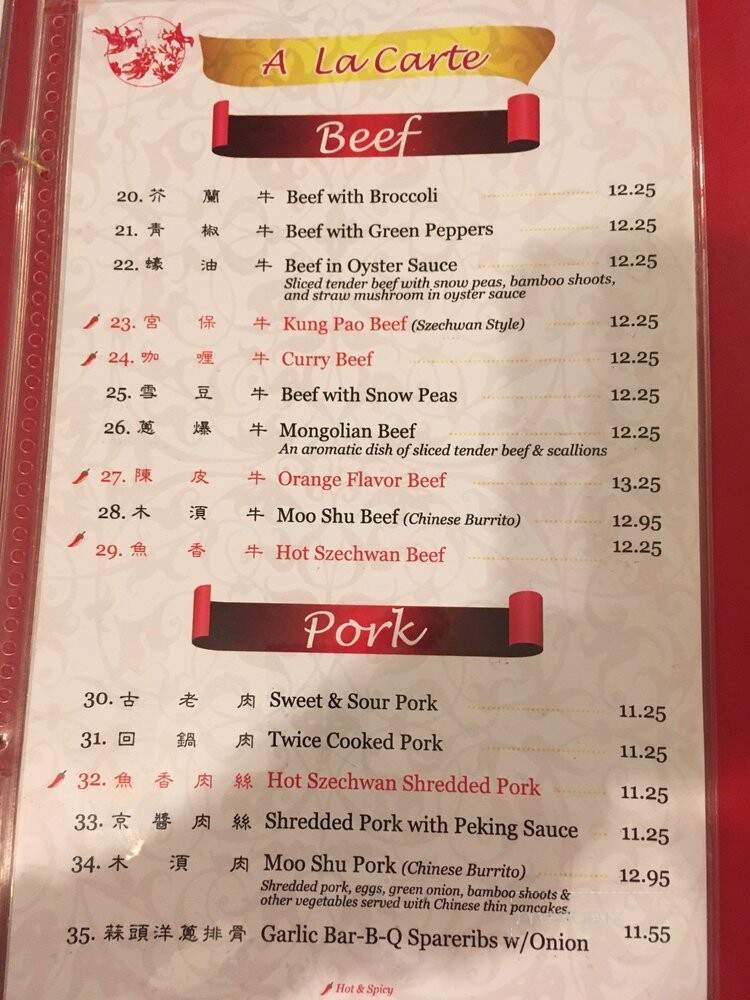 A La Carte
Beef
20. 芥蘭牛 Beef with Broccoli 12.25
21. 青椒牛 Beef with Green Peppers 12.25
22. 蠔油牛 Beef in Oyster Sauce 12.25
Sliced tender beef with snow peas, bamboo shoots,
and straw mushroom in oyster sauce
23. 宮保牛 Kung Pao Beef (Szechwan Style) 12.25
24. 咖喱牛 Curry Beef 12.25
25. 雪豆牛 Beef with Snow Peas 12.25
26. 蔥爆牛 Mongolian Beef 12.25
An aromatic dish of sliced tender beef & scallions
27. 陳皮牛 Orange Flavor Beef 13.25
28. 木須牛 Moo Shu Beef (Chinese Burrito) 12.95
29. 魚香牛 Hot Szechwan Beef 12.25
Pork
30. 古老肉 Sweet & Sour Pork 11.25
31. 回鍋肉 Twice Cooked Pork 11.25
32. 魚香肉絲 Hot Szechwan Shredded Pork 11.25
33. 京醬肉絲 Shredded Pork with Peking Sauce 11.25
34. 木須肉 Moo Shu Pork (Chinese Burrito) 12.95
Shredded pork, eggs, green onion, bamboo shoots &
other vegetables served with Chinese thin pancakes.
35. 蒜頭洋蔥排骨 Garlic Bar-B-Q Spareribs w/Onion 11.55
Hot & Spicy